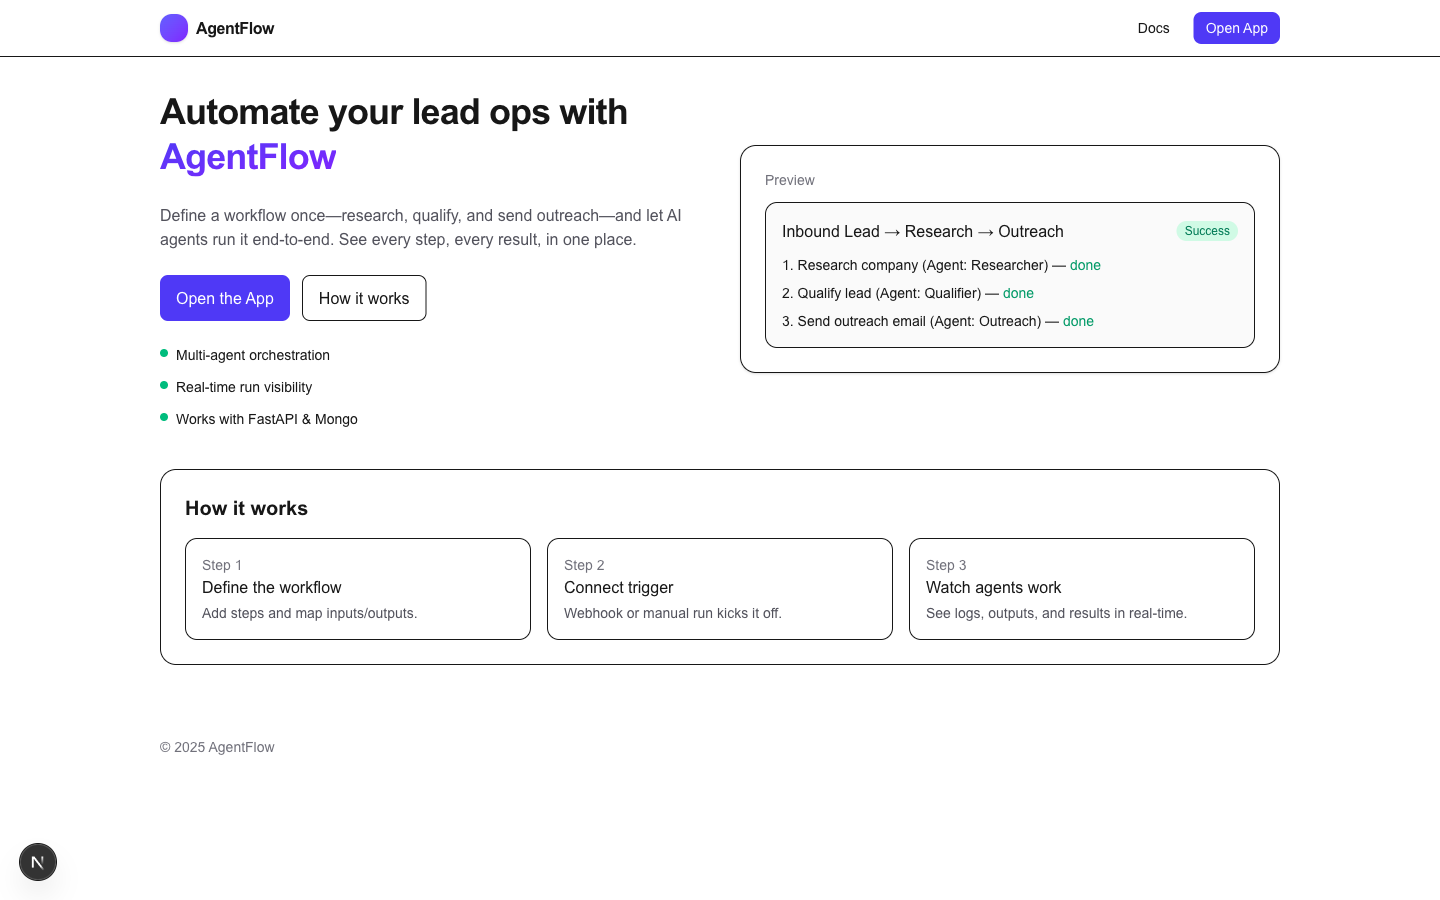 AgentFlow
Docs
Open App
Automate your lead ops with
AgentFlow
Define a workflow once—research, qualify, and send outreach—and let AI
agents run it end-to-end. See every step, every result, in one place.
Open the App
How it works
Multi-agent orchestration
Real-time run visibility
Works with FastAPI & Mongo
Preview
Inbound Lead → Research → Outreach
Success
1. Research company (Agent: Researcher) — done
2. Qualify lead (Agent: Qualifier) — done
3. Send outreach email (Agent: Outreach) — done
How it works
Step 1
Define the workflow
Add steps and map inputs/outputs.
Step 2
Connect trigger
Webhook or manual run kicks it off.
Step 3
Watch agents work
See logs, outputs, and results in real-time.
© 2025 AgentFlow
N